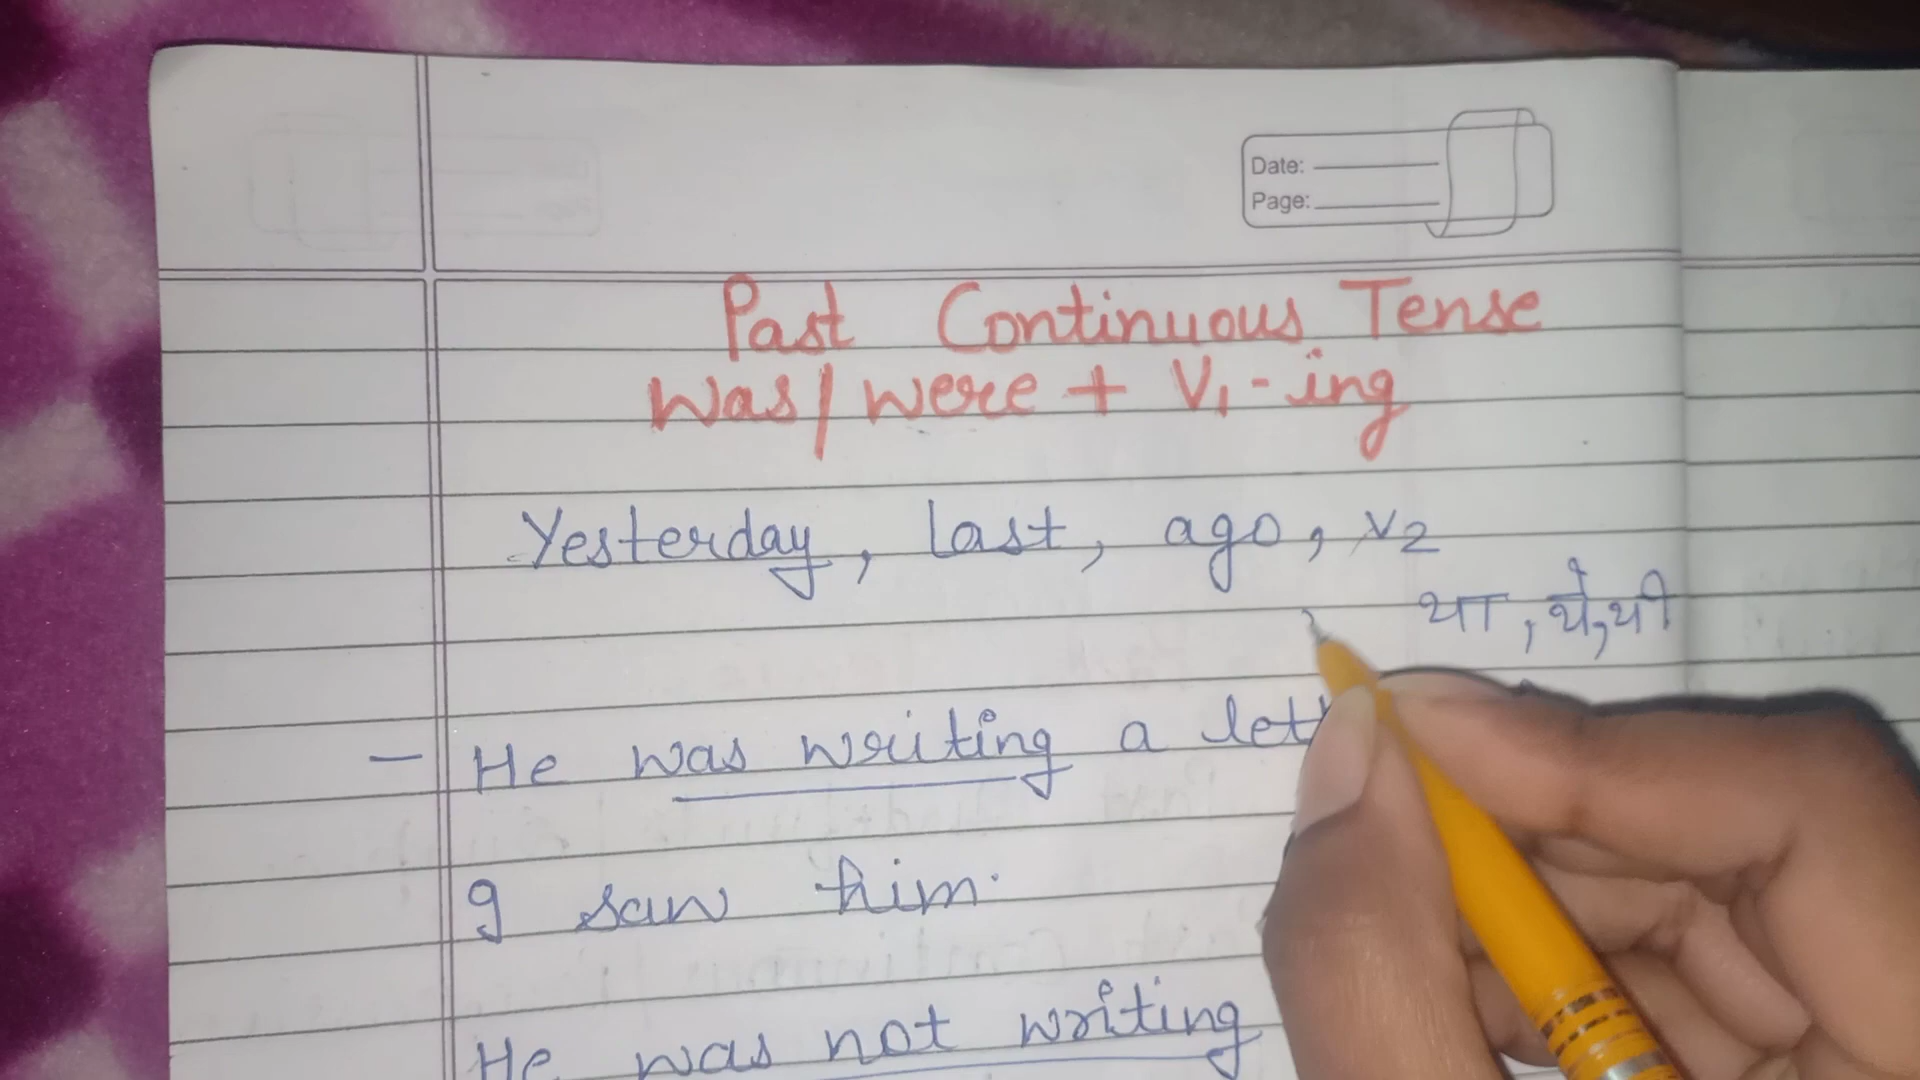 Date:
Page:
Past Continuous Tense
Was/were + V1-ing
Yesterday, last, ago, V2
था, थे, थी
- He was writing a
I saw him.
He was not writing